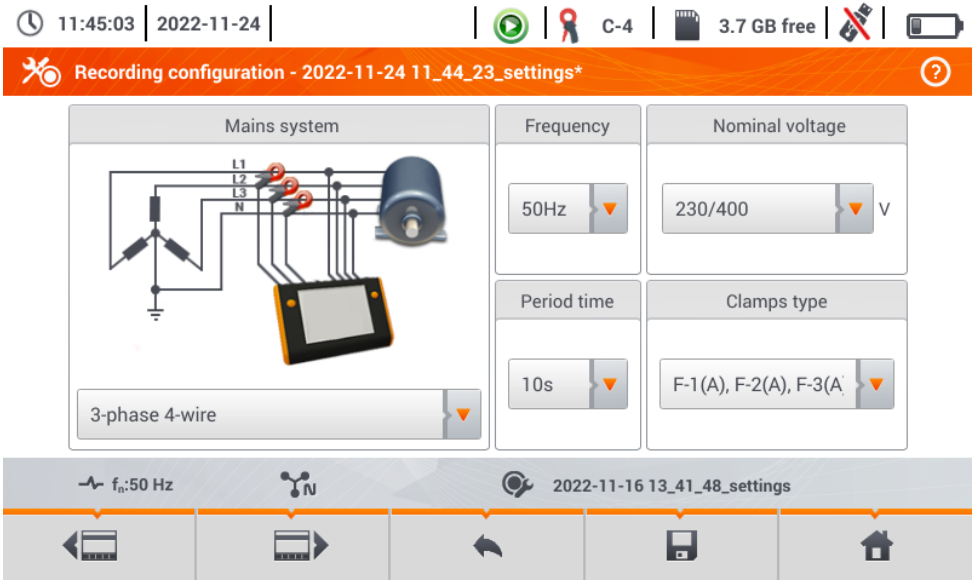 11:45:03 2022-11-24 C-4 3.7 GB free
Recording configuration - 2022-11-24 11_44_23_settings* ?
Mains system
L1
L2
L3
N
3-phase 4-wire
Frequency
50Hz
Nominal voltage
230/400 V
Period time
10s
Clamps type
F-1(A), F-2(A), F-3(A
fn:50 Hz N 2022-11-16 13_41_48_settings